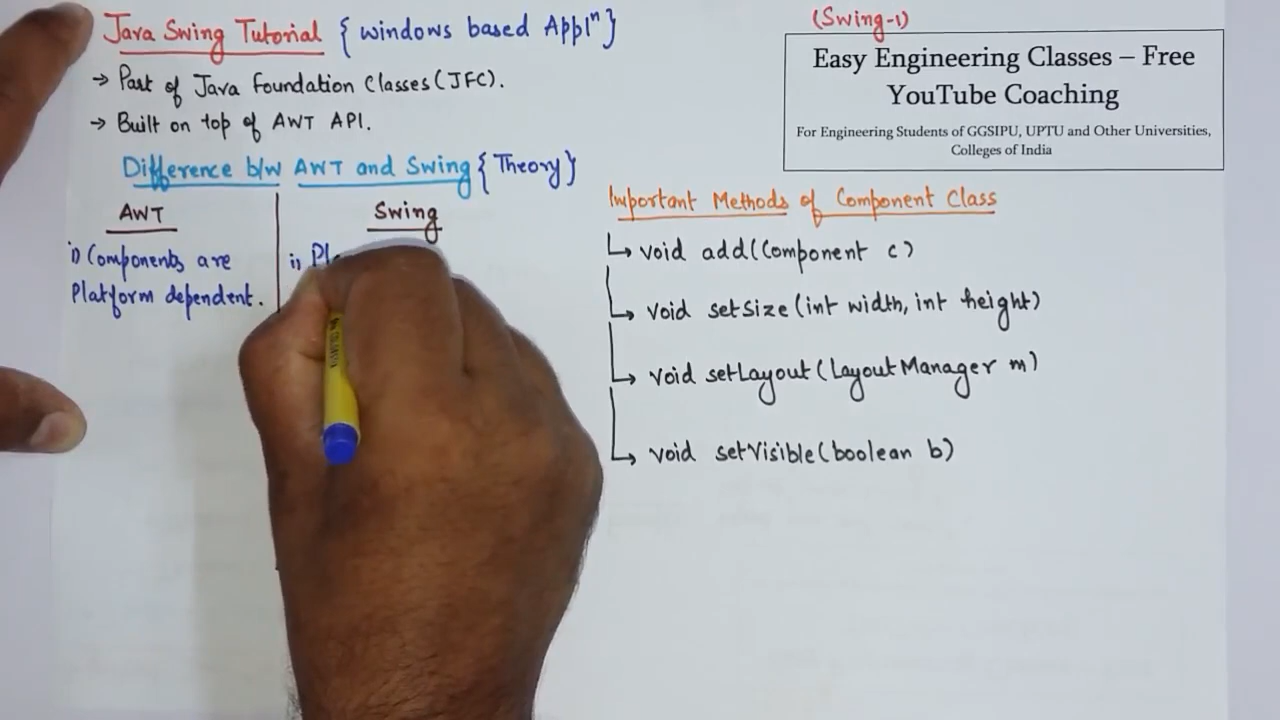 Java Swing Tutorial {windows based Applⁿ}
→ Part of Java Foundation Classes (JFC).
→ Built on top of AWT API.
Difference b/w AWT and Swing {Theory}
AWT
i) Components are
Platform dependent.
Swing
i)
(Swing-1)
Easy Engineering Classes – Free
YouTube Coaching
For Engineering Students of GGSIPU, UPTU and Other Universities,
Colleges of India
Important Methods of Component Class
↳ void add(Component c)
↳ void setSize(int width, int height)
↳ void setLayout(LayoutManager m)
↳ void setVisible(boolean b)